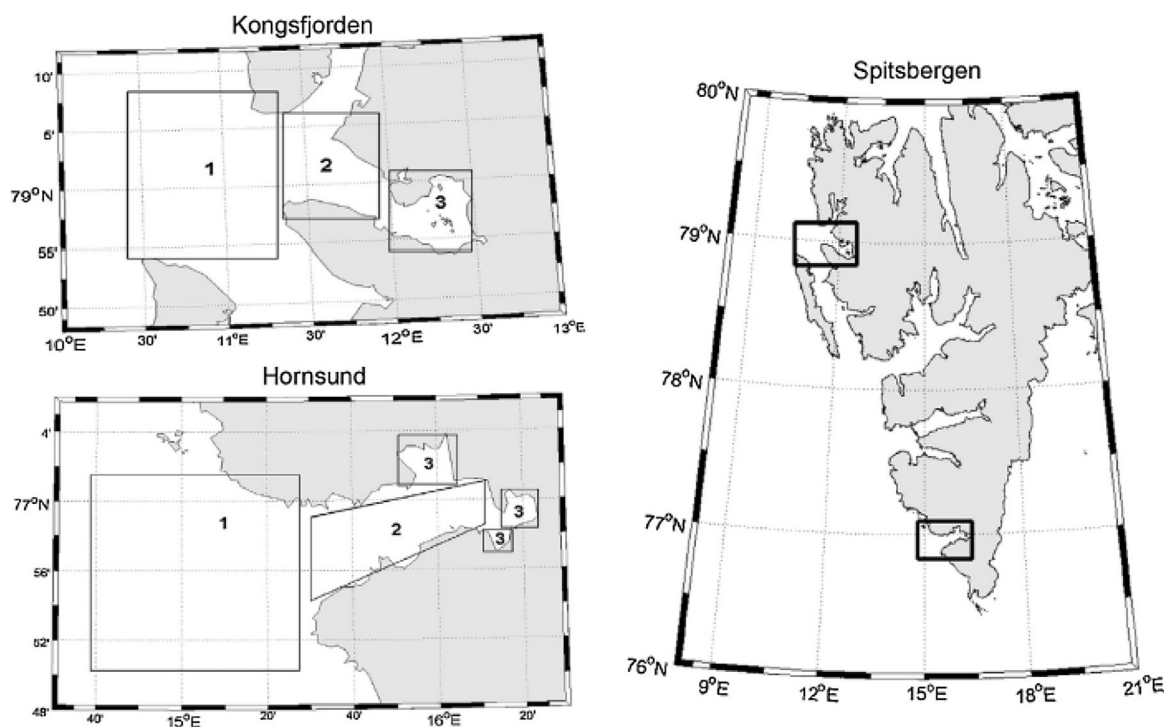 Kongsfjorden
10'
5'
79°N
55'
50'
10°E 30' 11°E 30' 12°E 30' 13°E
1
2
3
Hornsund
4'
77°N
56'
52'
48'
40' 15°E 20' 40' 16°E 20'
1
2
3
3
3
Spitsbergen
80°N
79°N
78°N
77°N
76°N
9°E 12°E 15°E 18°E 21°E